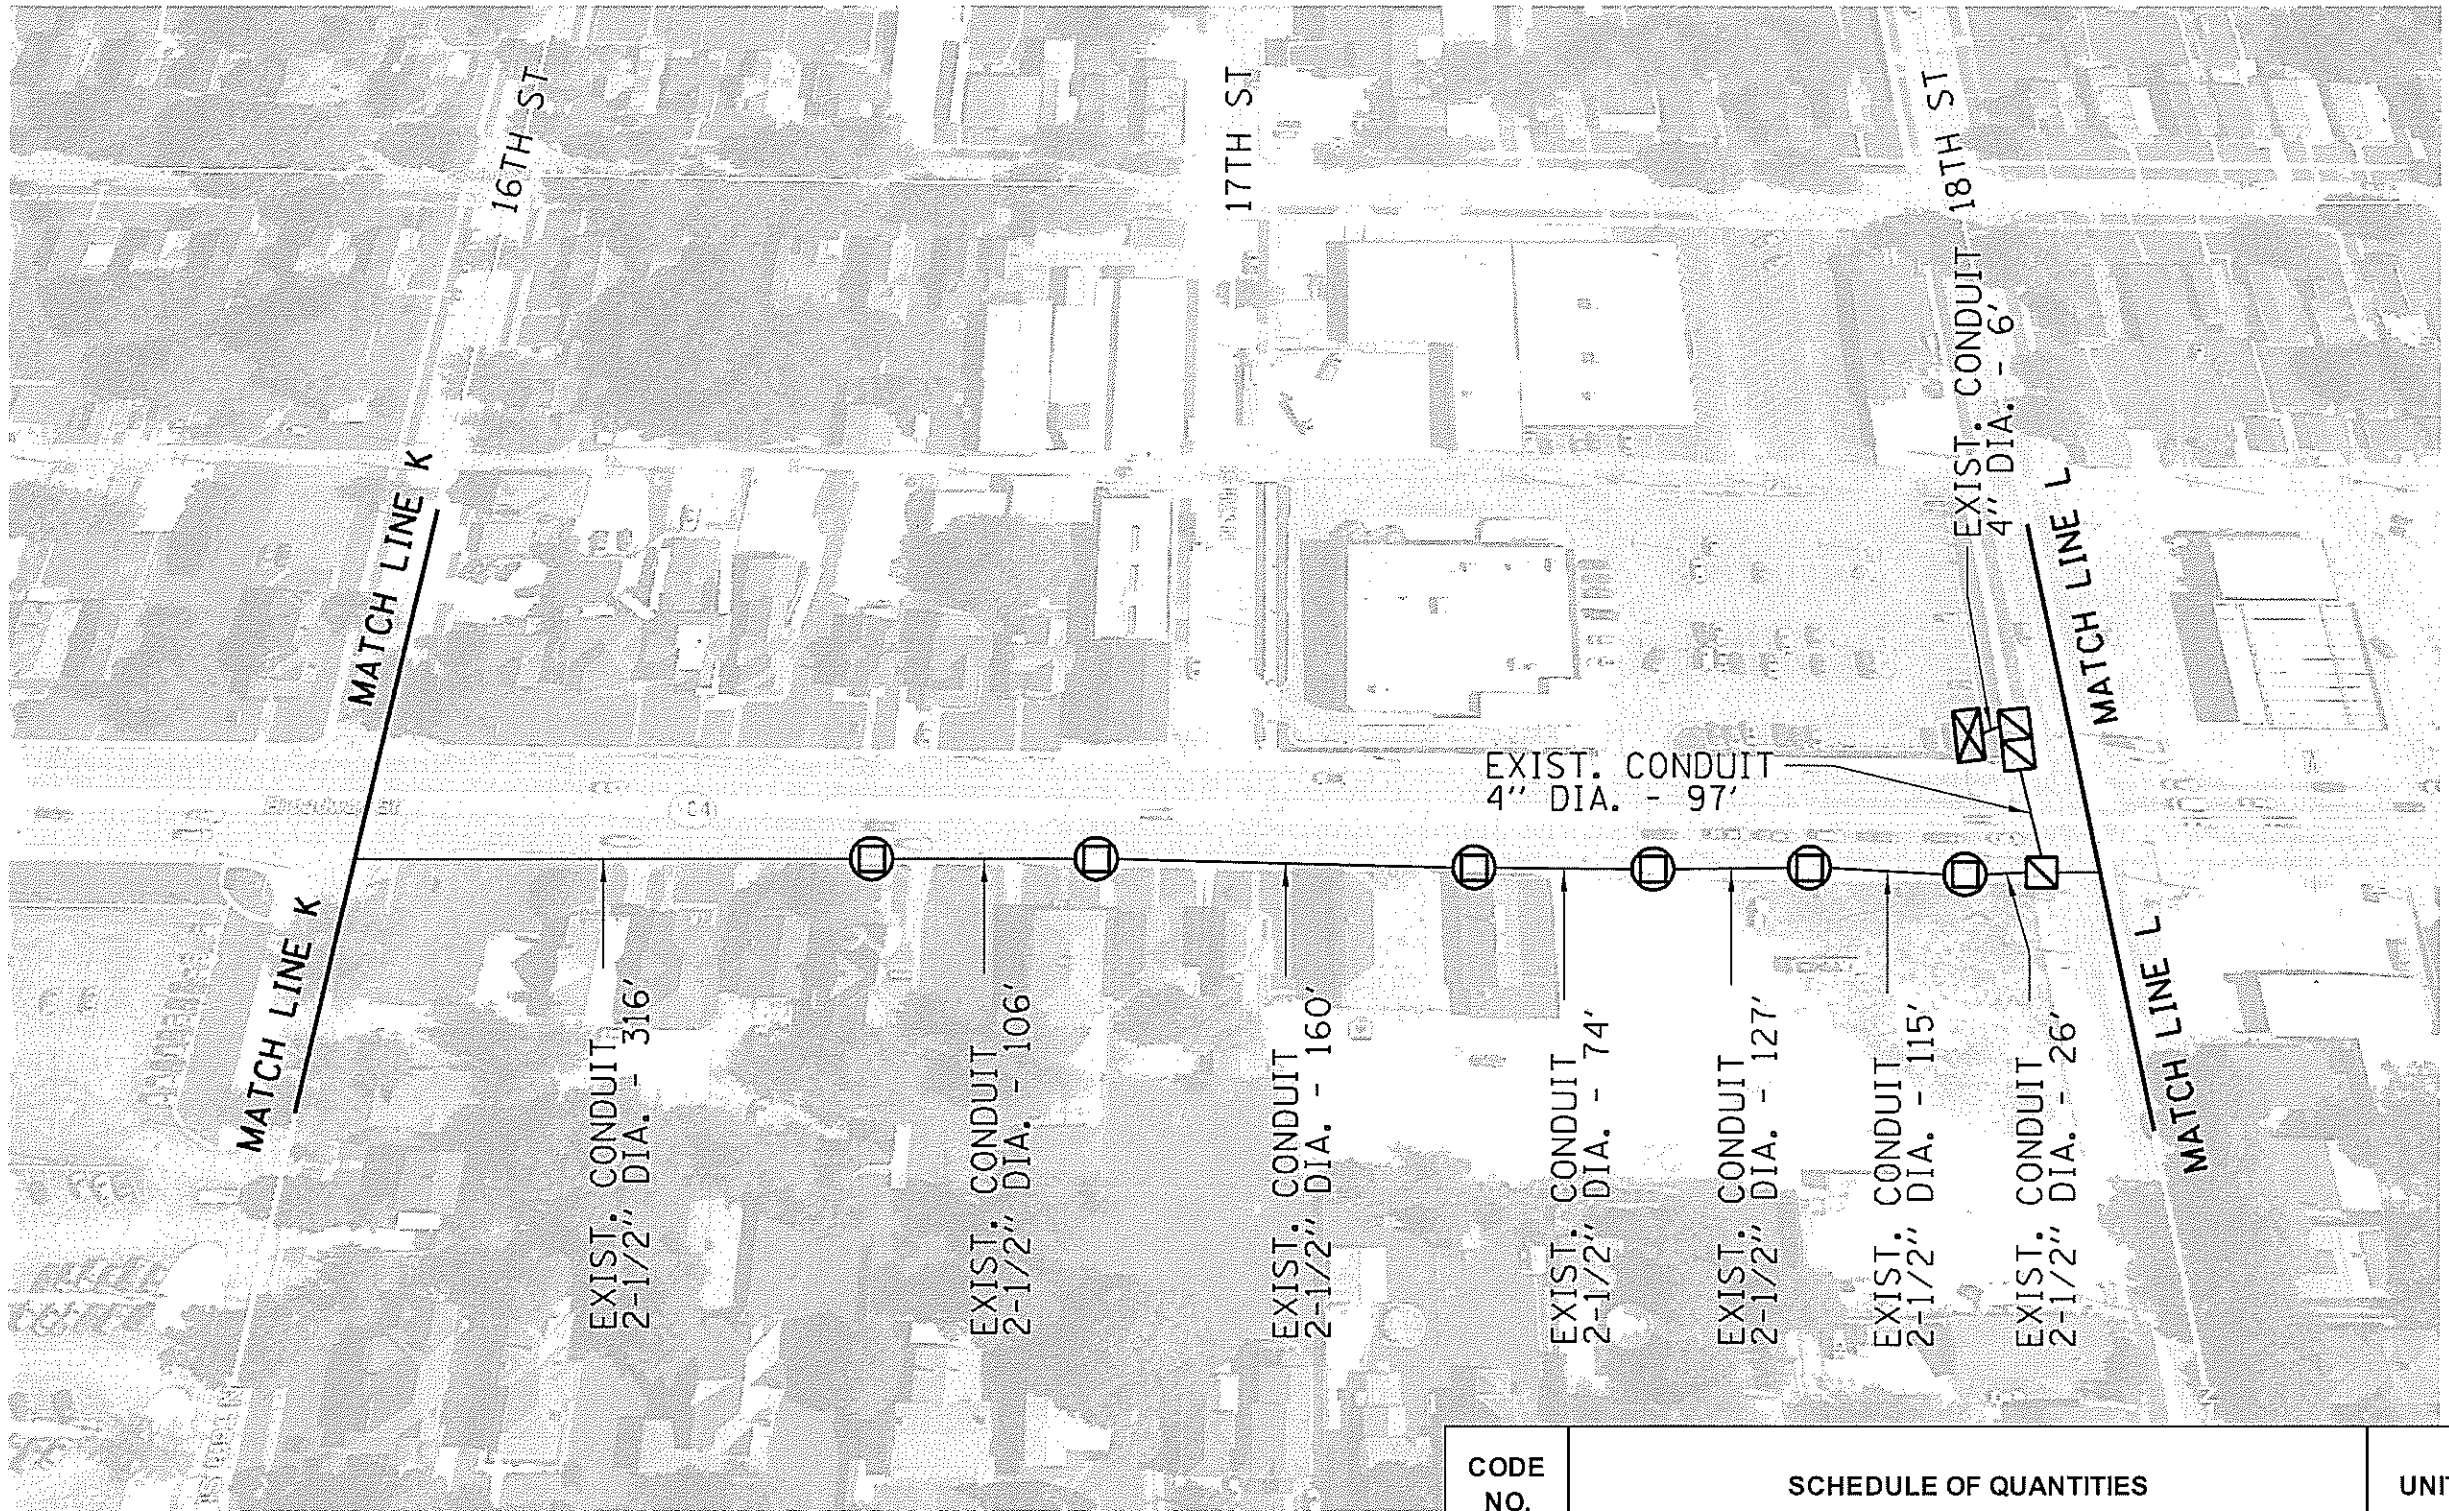 16TH ST
17TH ST
18TH ST
EXIST. CONDUIT
4" DIA. - 6'
MATCH LINE K
MATCH LINE L
EXIST. CONDUIT
4" DIA. - 97'
MATCH LINE K
MATCH LINE L
EXIST. CONDUIT
2-1/2" DIA. - 316'
EXIST. CONDUIT
2-1/2" DIA. - 106'
EXIST. CONDUIT
2-1/2" DIA. - 160'
EXIST. CONDUIT
2-1/2" DIA. - 74'
EXIST. CONDUIT
2-1/2" DIA. - 127'
EXIST. CONDUIT
2-1/2" DIA. - 115'
EXIST. CONDUIT
2-1/2" DIA. - 26'
CODE
NO.
SCHEDULE OF QUANTITIES
UNIT